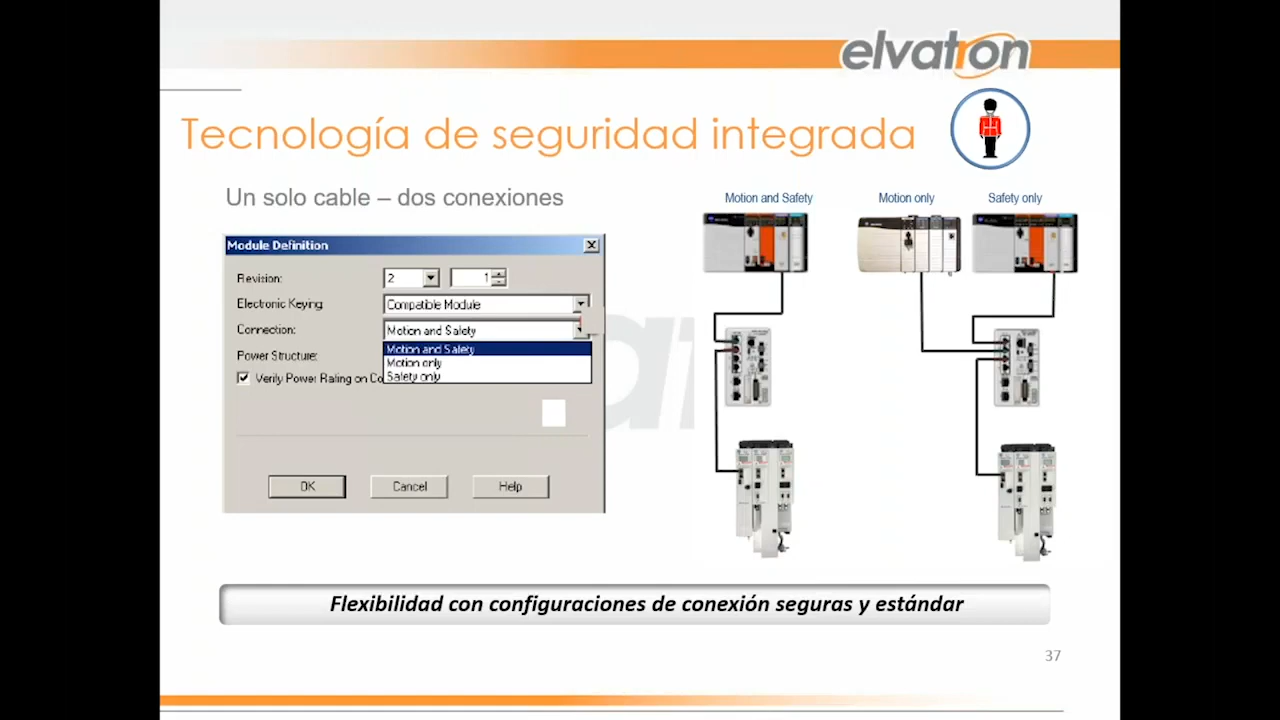 elvatron
Tecnología de seguridad integrada
Un solo cable – dos conexiones
Module Definition
Revision:
2
1
Electronic Keying:
Compatible Module
Connection:
Motion and Safety
Motion and Safety
Motion only
Safety only
Power Structure:
Verify Power Rating on Co
OK
Cancel
Help
Motion and Safety
Motion only
Safety only
Flexibilidad con configuraciones de conexión seguras y estándar
37